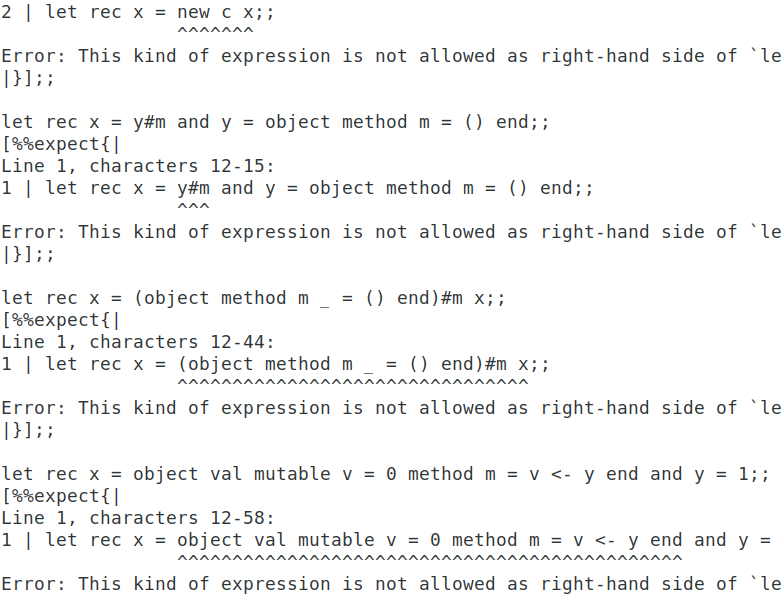 2 | let rec x = new c x;;
                ^^^^^^^
Error: This kind of expression is not allowed as right-hand side of `le
|}];;

let rec x = y#m and y = object method m = () end;;
[%%expect{|
Line 1, characters 12-15:
1 | let rec x = y#m and y = object method m = () end;;
                ^^^
Error: This kind of expression is not allowed as right-hand side of `le
|}];;

let rec x = (object method m _ = () end)#m x;;
[%%expect{|
Line 1, characters 12-44:
1 | let rec x = (object method m _ = () end)#m x;;
                ^^^^^^^^^^^^^^^^^^^^^^^^^^^^^^^^
Error: This kind of expression is not allowed as right-hand side of `le
|}];;

let rec x = object val mutable v = 0 method m = v <- y end and y = 1;;
[%%expect{|
Line 1, characters 12-58:
1 | let rec x = object val mutable v = 0 method m = v <- y end and y =
                ^^^^^^^^^^^^^^^^^^^^^^^^^^^^^^^^^^^^^^^^^^^^^^
Error: This kind of expression is not allowed as right-hand side of `le